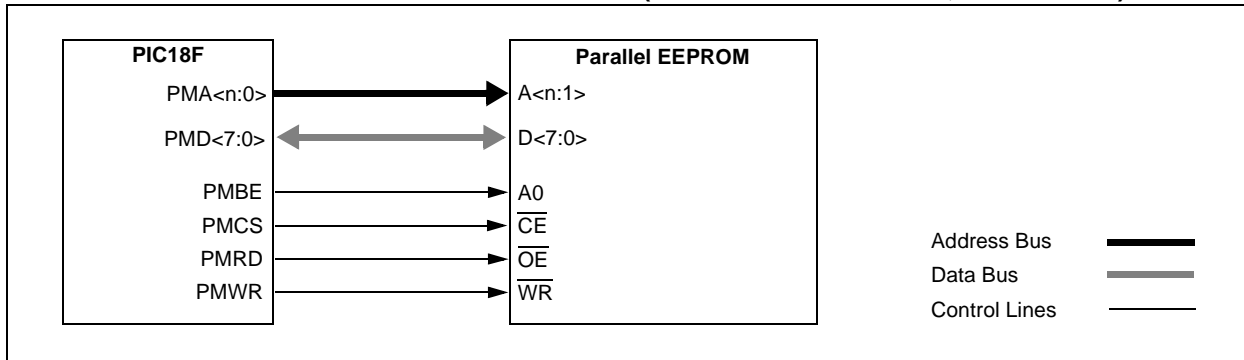 PIC18F
Parallel EEPROM
PMA<n:0>
A<n:1>
PMD<7:0>
D<7:0>
PMBE
A0
PMCS
CE
PMRD
OE
PMWR
WR
Address Bus
Data Bus
Control Lines